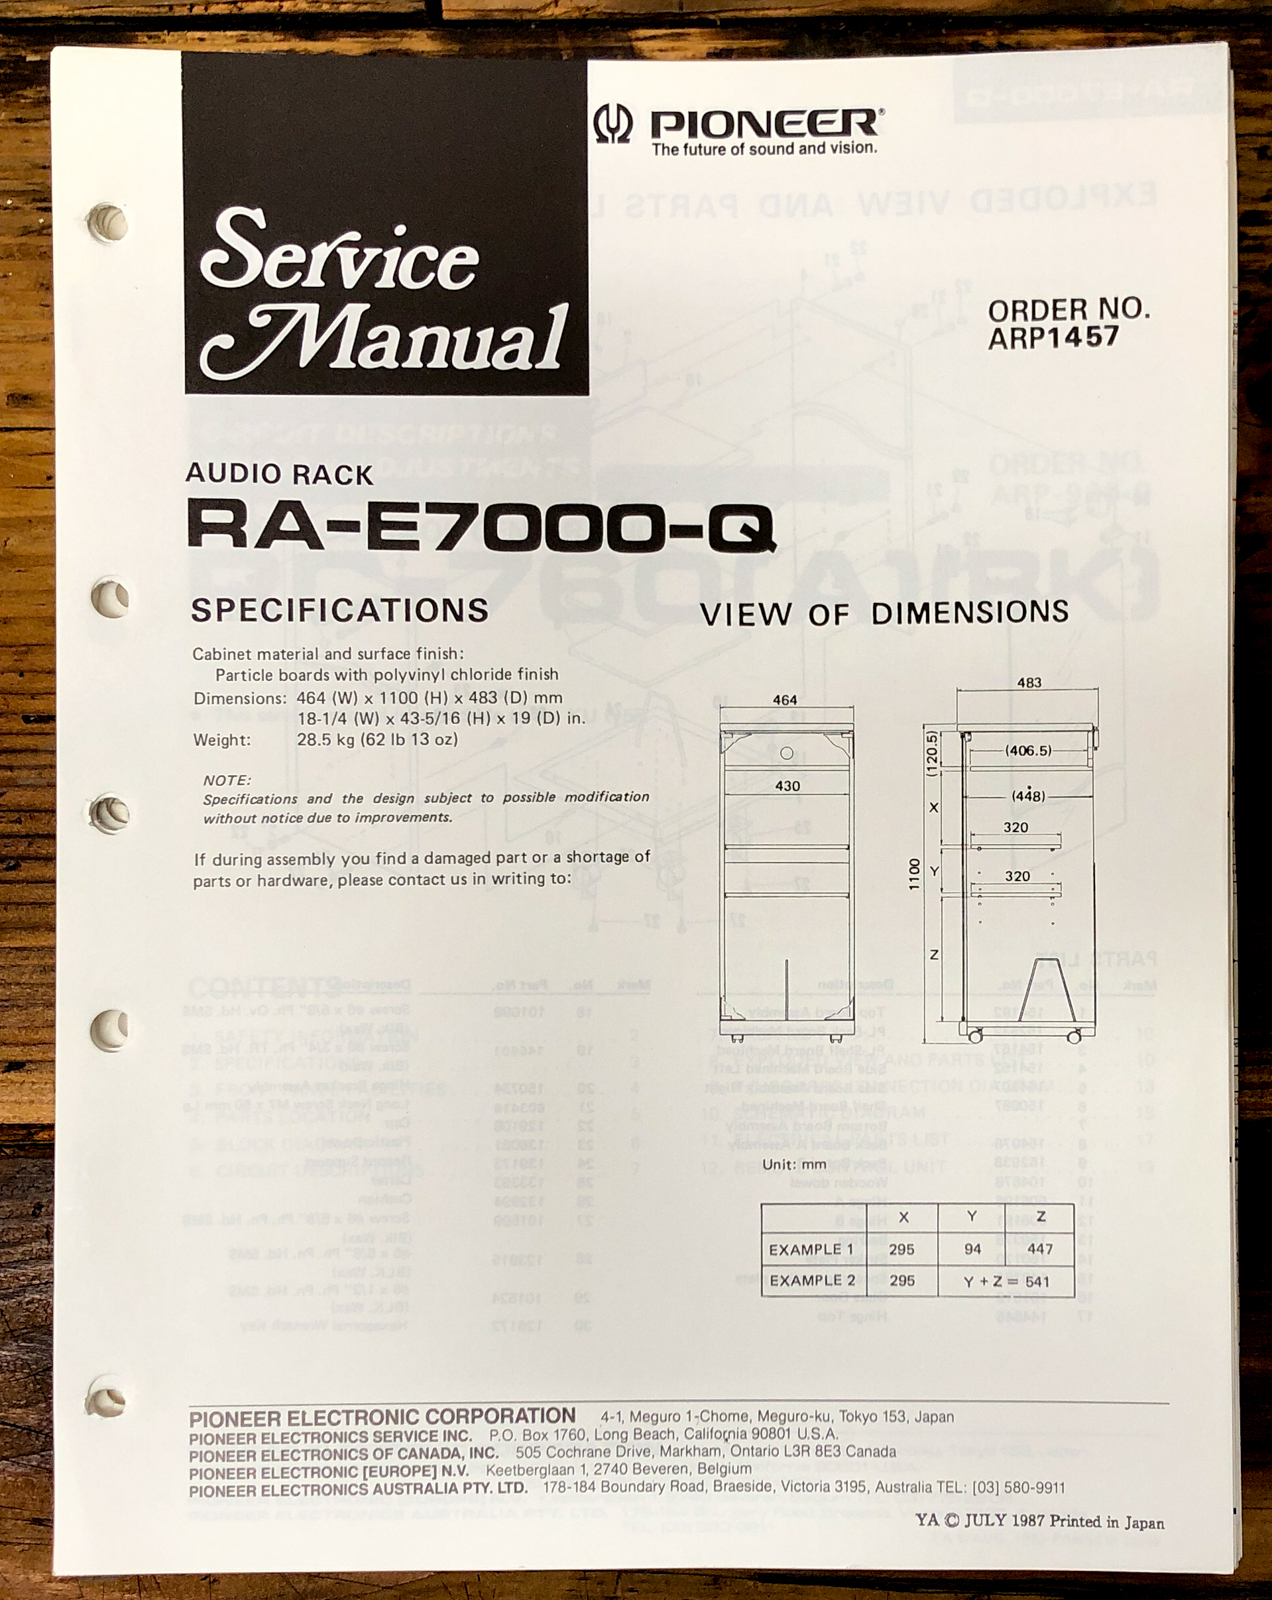 PIONEER®
The future of sound and vision.
Service
Manual
ORDER NO.
ARP1457
AUDIO RACK
RA-E7000-Q
SPECIFICATIONS
Cabinet material and surface finish:
Particle boards with polyvinyl chloride finish
Dimensions: 464 (W) x 1100 (H) x 483 (D) mm
18-1/4 (W) x 43-5/16 (H) x 19 (D) in.
Weight: 28.5 kg (62 lb 13 oz)
NOTE:
Specifications and the design subject to possible modification
without notice due to improvements.
If during assembly you find a damaged part or a shortage of
parts or hardware, please contact us in writing to:
VIEW OF DIMENSIONS
464
430
483
(120.5)
(406.5)
(448)
X
320
Y
320
1100
Z
Unit: mm
X Y Z
EXAMPLE 1 295 94 447
EXAMPLE 2 295 Y + Z = 541
PIONEER ELECTRONIC CORPORATION 4-1, Meguro 1-Chome, Meguro-ku, Tokyo 153, Japan
PIONEER ELECTRONICS SERVICE INC. P.O. Box 1760, Long Beach, California 90801 U.S.A.
PIONEER ELECTRONICS OF CANADA, INC. 505 Cochrane Drive, Markham, Ontario L3R 8E3 Canada
PIONEER ELECTRONIC [EUROPE] N.V. Keetberglaan 1, 2740 Beveren, Belgium
PIONEER ELECTRONICS AUSTRALIA PTY. LTD. 178-184 Boundary Road, Braeside, Victoria 3195, Australia TEL: [03] 580-9911
YA © JULY 1987 Printed in Japan